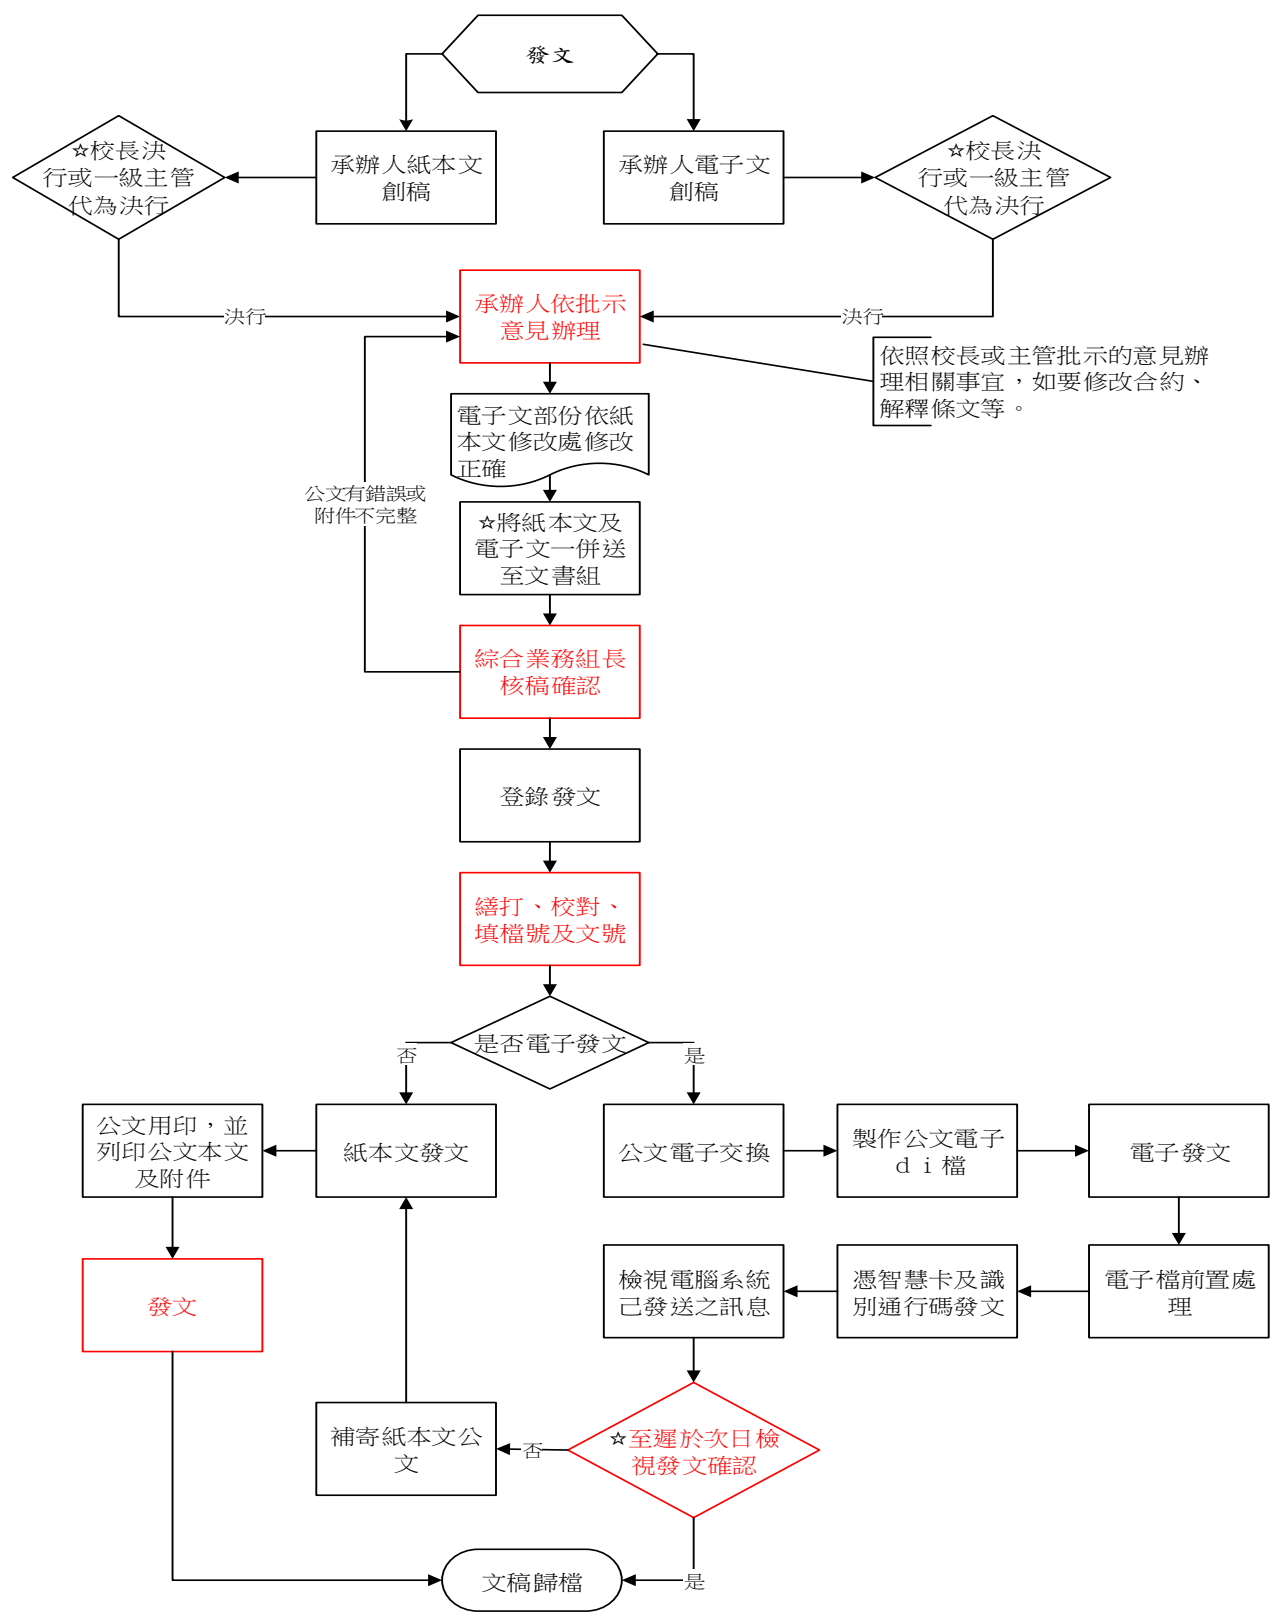 發文
承辦人紙本文
創稿
承辦人電子文
創稿
☆校長決
行或一級主管
代為決行
☆校長決
行或一級主管
代為決行
決行
決行
承辦人依批示
意見辦理
依照校長或主管批示的意見辦
理相關事宜，如要修改合約、
解釋條文等。
電子文部份依紙
本文修改處修改
正確
公文有錯誤或
附件不完整
☆將紙本文及
電子文一併送
至文書組
綜合業務組長
核稿確認
登錄發文
繕打、校對、
填檔號及文號
是否電子發文
否
是
公文用印，並
列印公文本文
及附件
紙本文發文
公文電子交換
製作公文電子
ｄｉ檔
電子發文
發文
檢視電腦系統
己發送之訊息
憑智慧卡及識
別通行碼發文
電子檔前置處
理
補寄紙本文公
文
否
☆至遲於次日檢
視發文確認
文稿歸檔
是